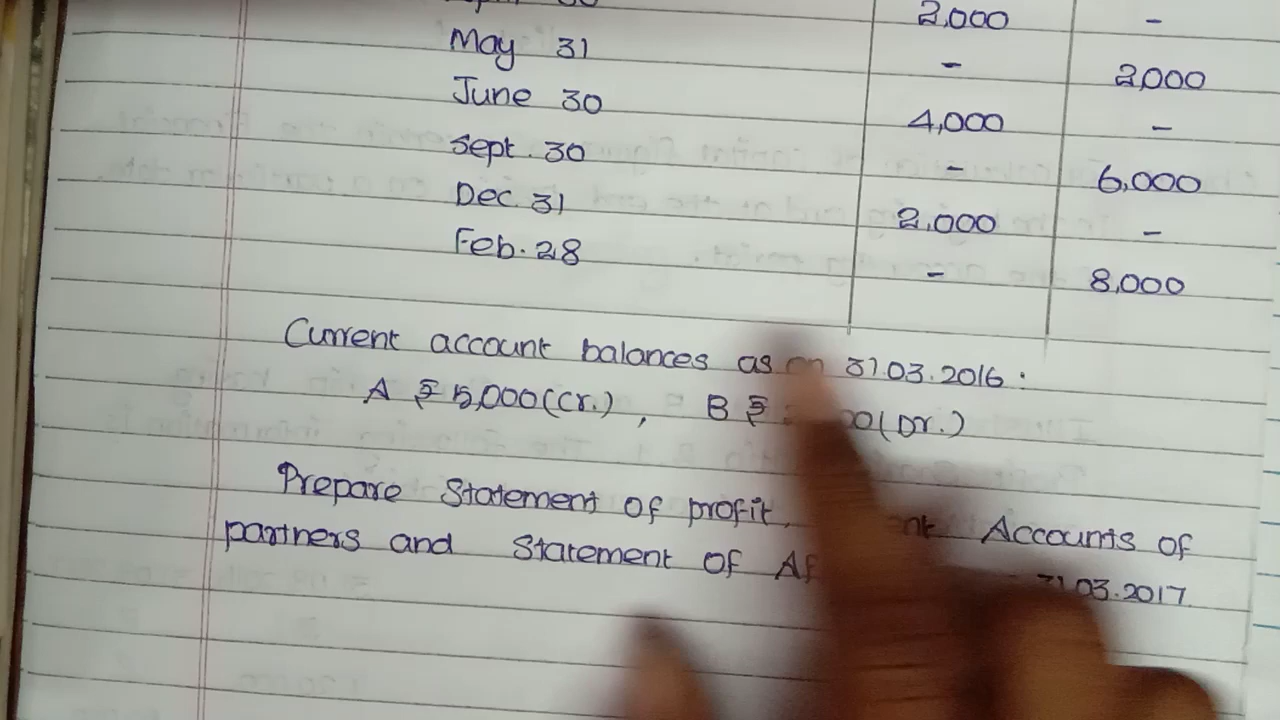 2,000 -
May 31 - 2,000
June 30 4,000 -
Sept. 30 - 6,000
Dec. 31 2,000 -
Feb. 28 - 8,000
Current account balances as on 31.03.2016 :
A ₹ 5,000 (Cr.) , B ₹ (Dr.)
Prepare Statement of profit, Accounts of
partners and Statement of 31.03.2017.